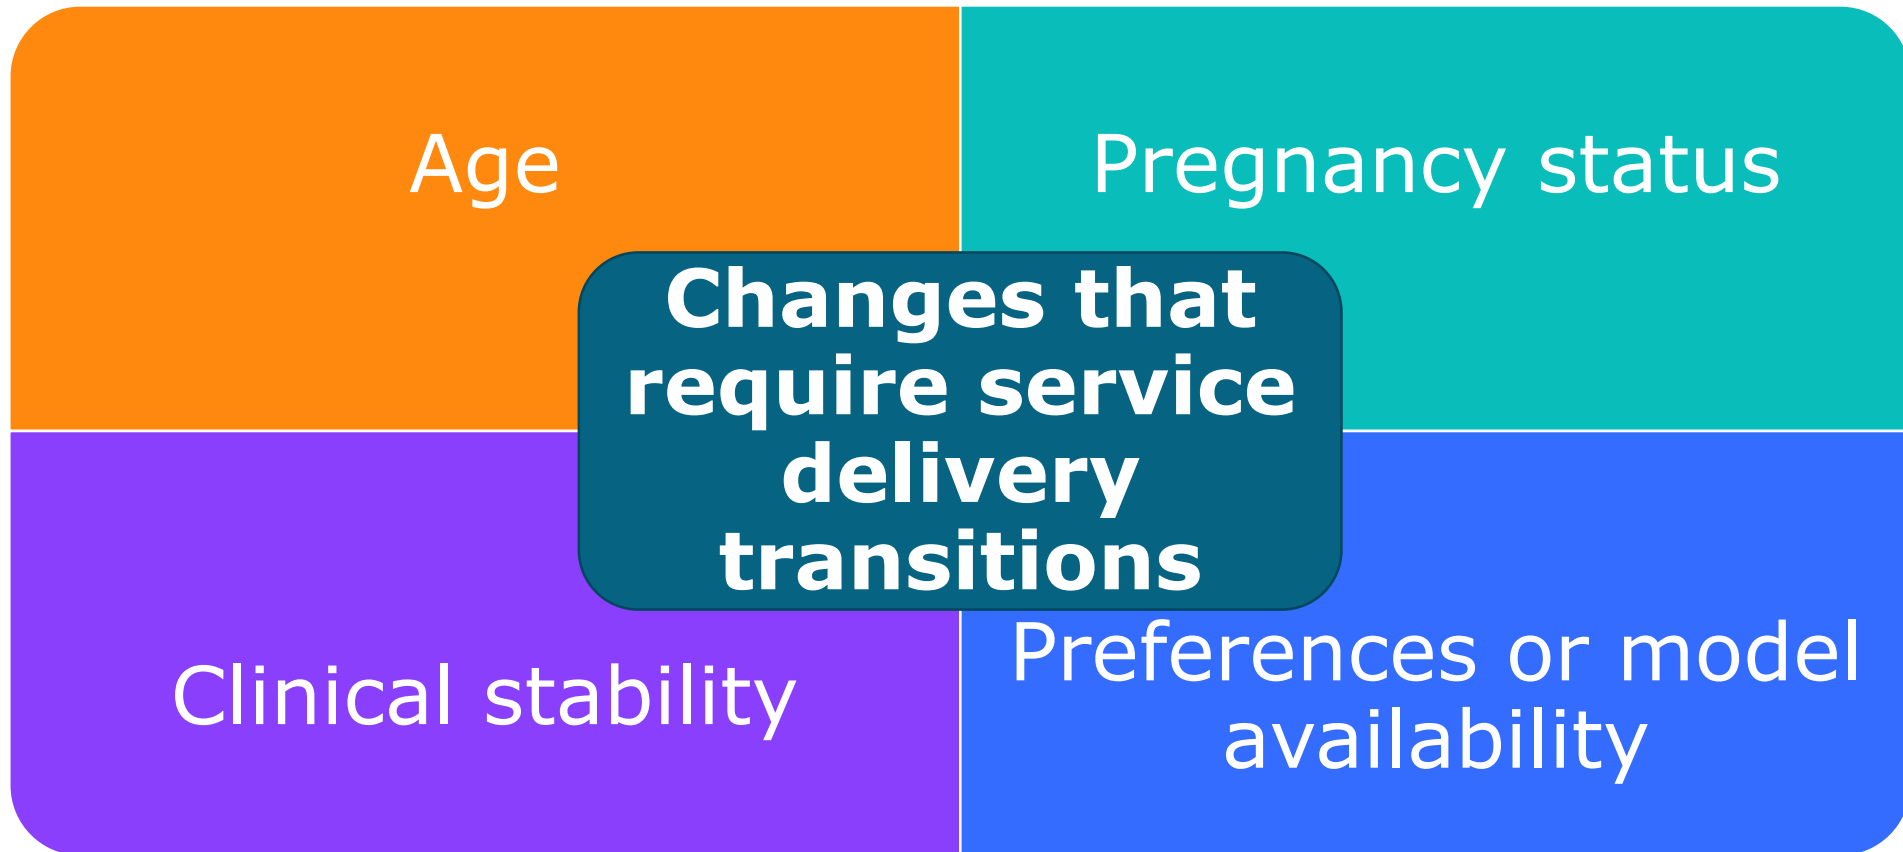 Age
Pregnancy status
Changes that
require service
delivery
transitions
Clinical stability
Preferences or model
availability